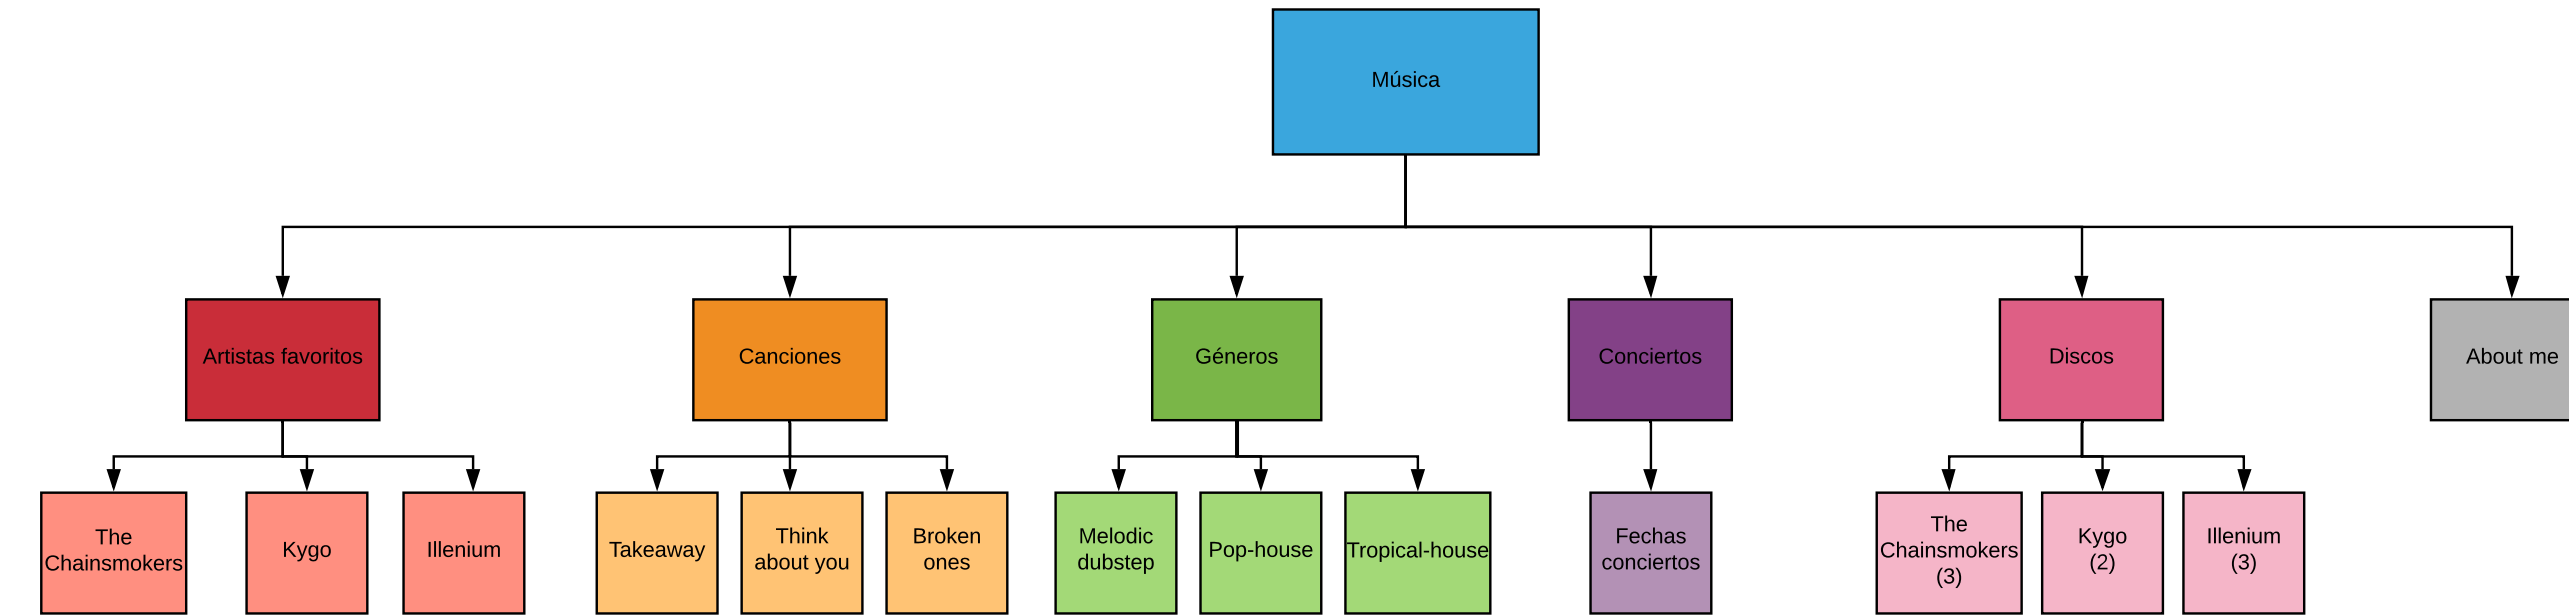 Música
Artistas favoritos
Canciones
Géneros
Conciertos
Discos
About me
The
Chainsmokers
Kygo
Illenium
Takeaway
Think
about you
Broken
ones
Melodic
dubstep
Pop-house
Tropical-house
Fechas
conciertos
The
Chainsmokers
(3)
Kygo
(2)
Illenium
(3)